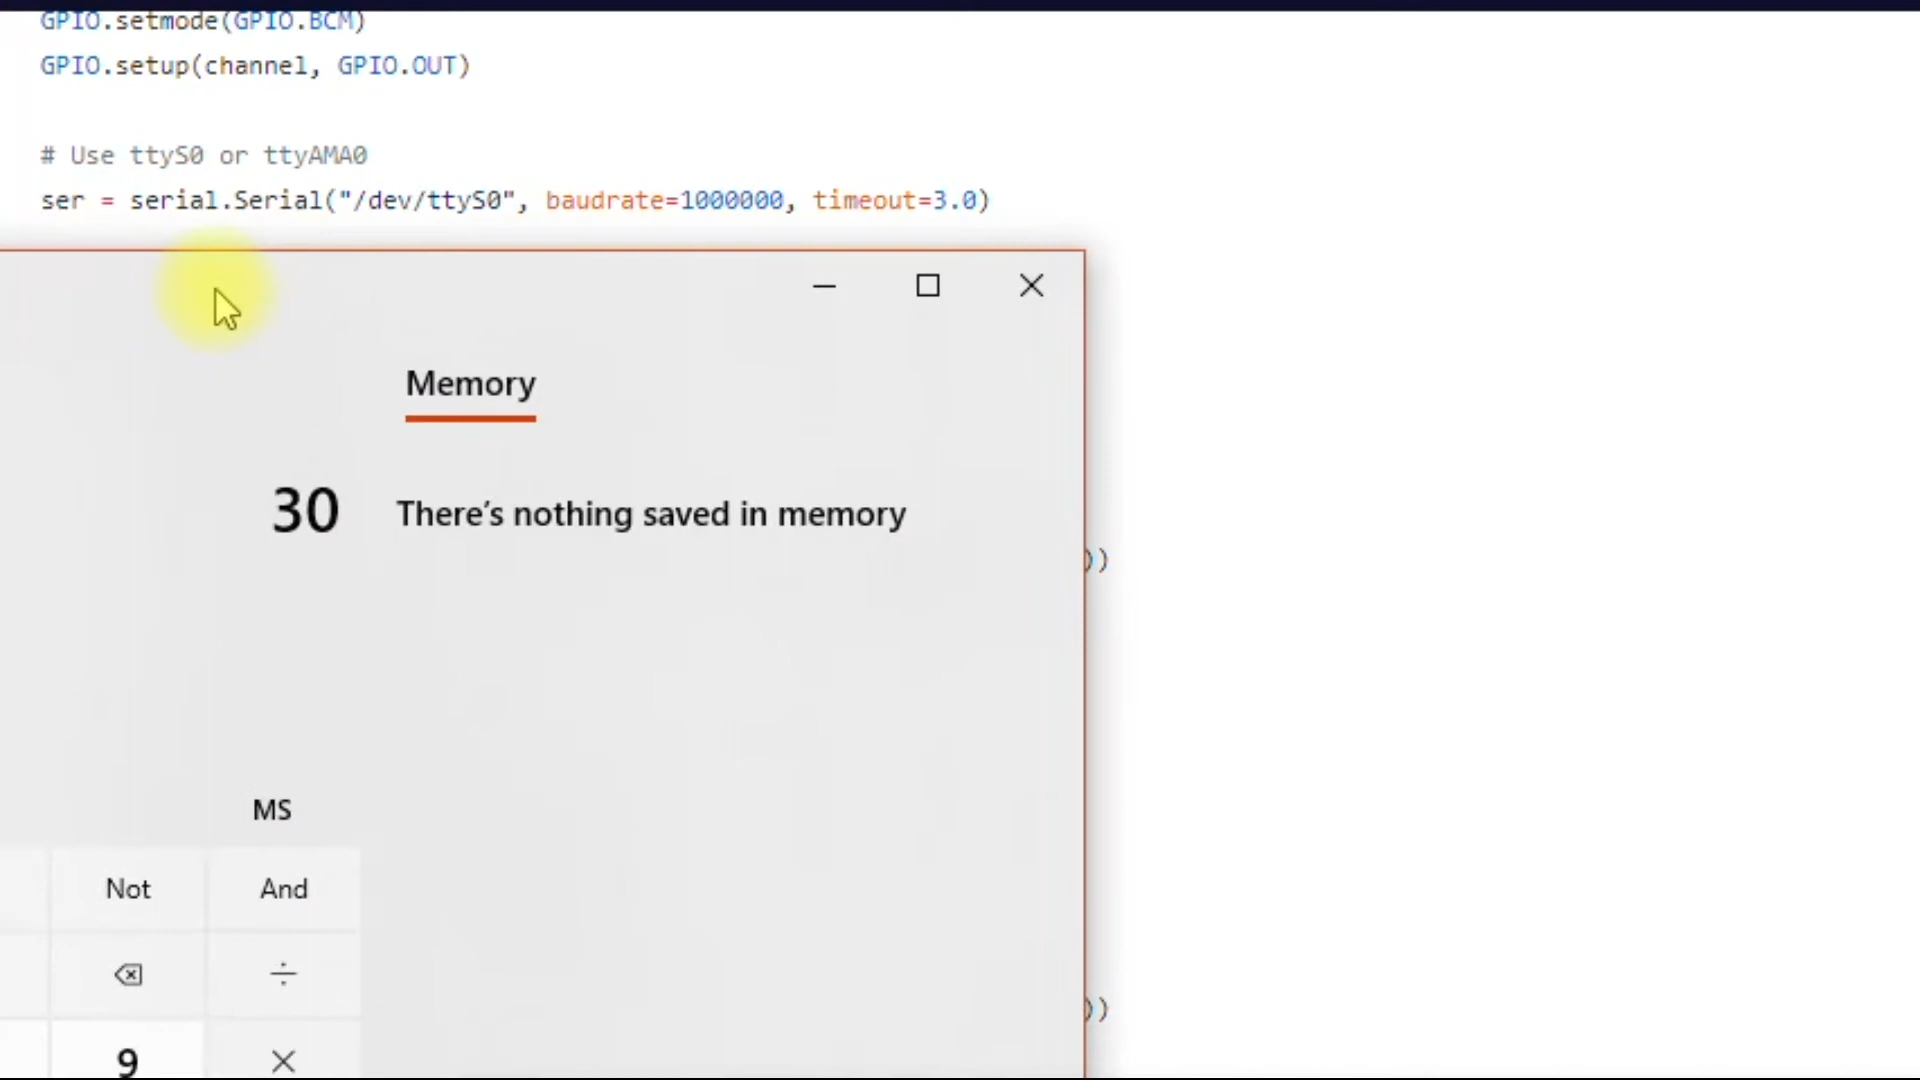 GPIO.setmode(GPIO.BCM)
GPIO.setup(channel, GPIO.OUT)
# Use ttyS0 or ttyAMA0
ser = serial.Serial("/dev/ttyS0", baudrate=1000000, timeout=3.0)
Memory
30
There's nothing saved in memory
))
MS
Not
And
÷
))
9
×